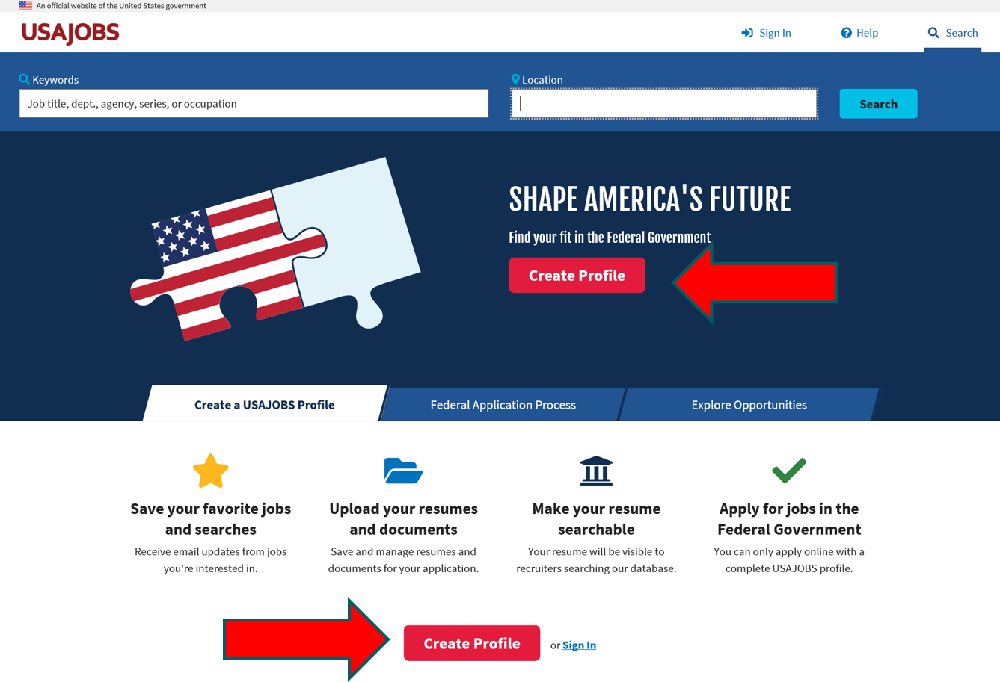 An official website of the United States government
USAJOBS
Sign In
Help
Search
Keywords
Location
Job title, dept., agency, series, or occupation
Search
SHAPE AMERICA'S FUTURE
Find your fit in the Federal Government
Create Profile
Create a USAJOBS Profile
Federal Application Process
Explore Opportunities
Save your favorite jobs
and searches
Receive email updates from jobs
you're interested in.
Upload your resumes
and documents
Save and manage resumes and
documents for your application.
Make your resume
searchable
Your resume will be visible to
recruiters searching our database.
Apply for jobs in the
Federal Government
You can only apply online with a
complete USAJOBS profile.
Create Profile
or Sign In